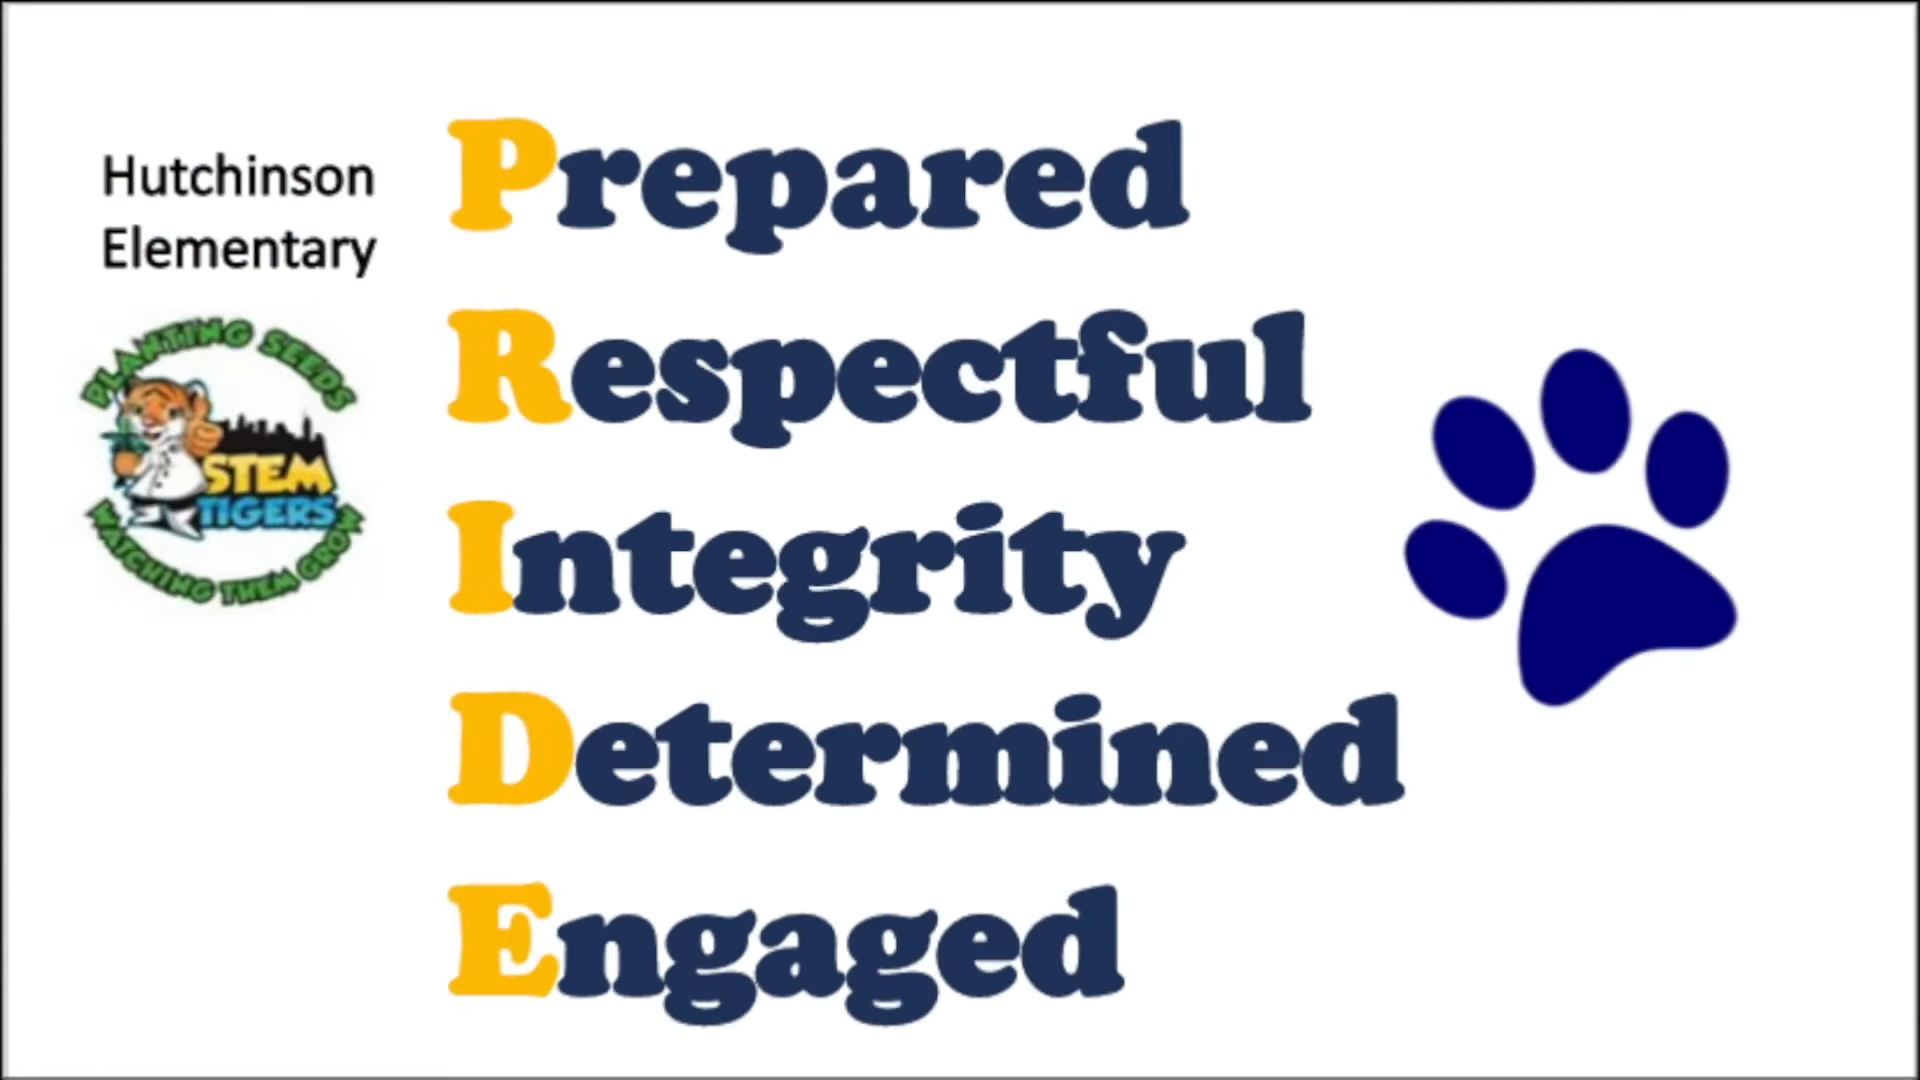 Hutchinson
Elementary
PLANTING SEEDS
STEM
TIGERS
WATCHING THEM GROW
Prepared
Respectful
Integrity
Determined
Engaged